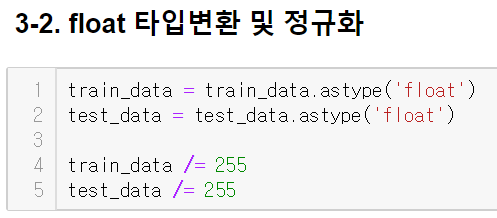 3-2. float 타입변환 및 정규화
1 train_data = train_data.astype('float')
2 test_data = test_data.astype('float')
3
4 train_data /= 255
5 test_data /= 255